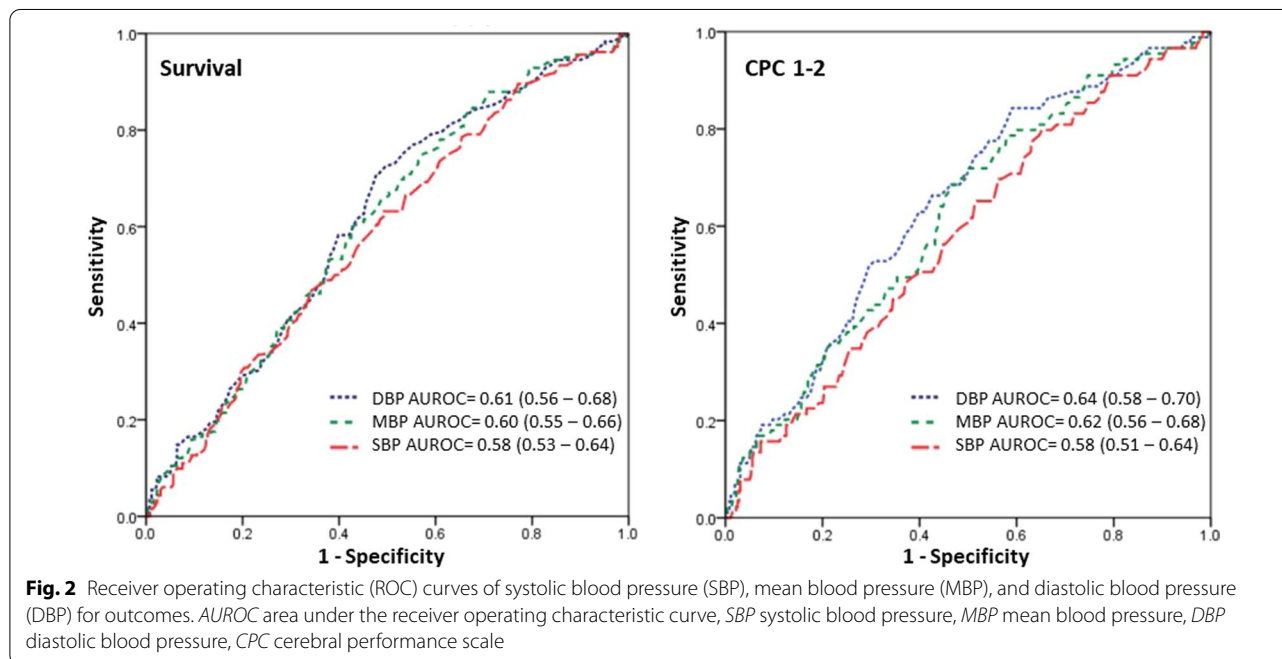 Survival
Sensitivity
1.0
0.8
0.6
0.4
0.2
0.0
DBP AUROC= 0.61 (0.56 – 0.68)
MBP AUROC= 0.60 (0.55 – 0.66)
SBP AUROC= 0.58 (0.53 – 0.64)
0.0 0.2 0.4 0.6 0.8 1.0
1 - Specificity
CPC 1-2
Sensitivity
1.0
0.8
0.6
0.4
0.2
0.0
DBP AUROC= 0.64 (0.58 – 0.70)
MBP AUROC= 0.62 (0.56 – 0.68)
SBP AUROC= 0.58 (0.51 – 0.64)
0.0 0.2 0.4 0.6 0.8 1.0
1 - Specificity
Fig. 2 Receiver operating characteristic (ROC) curves of systolic blood pressure (SBP), mean blood pressure (MBP), and diastolic blood pressure
(DBP) for outcomes. AUROC area under the receiver operating characteristic curve, SBP systolic blood pressure, MBP mean blood pressure, DBP
diastolic blood pressure, CPC cerebral performance scale